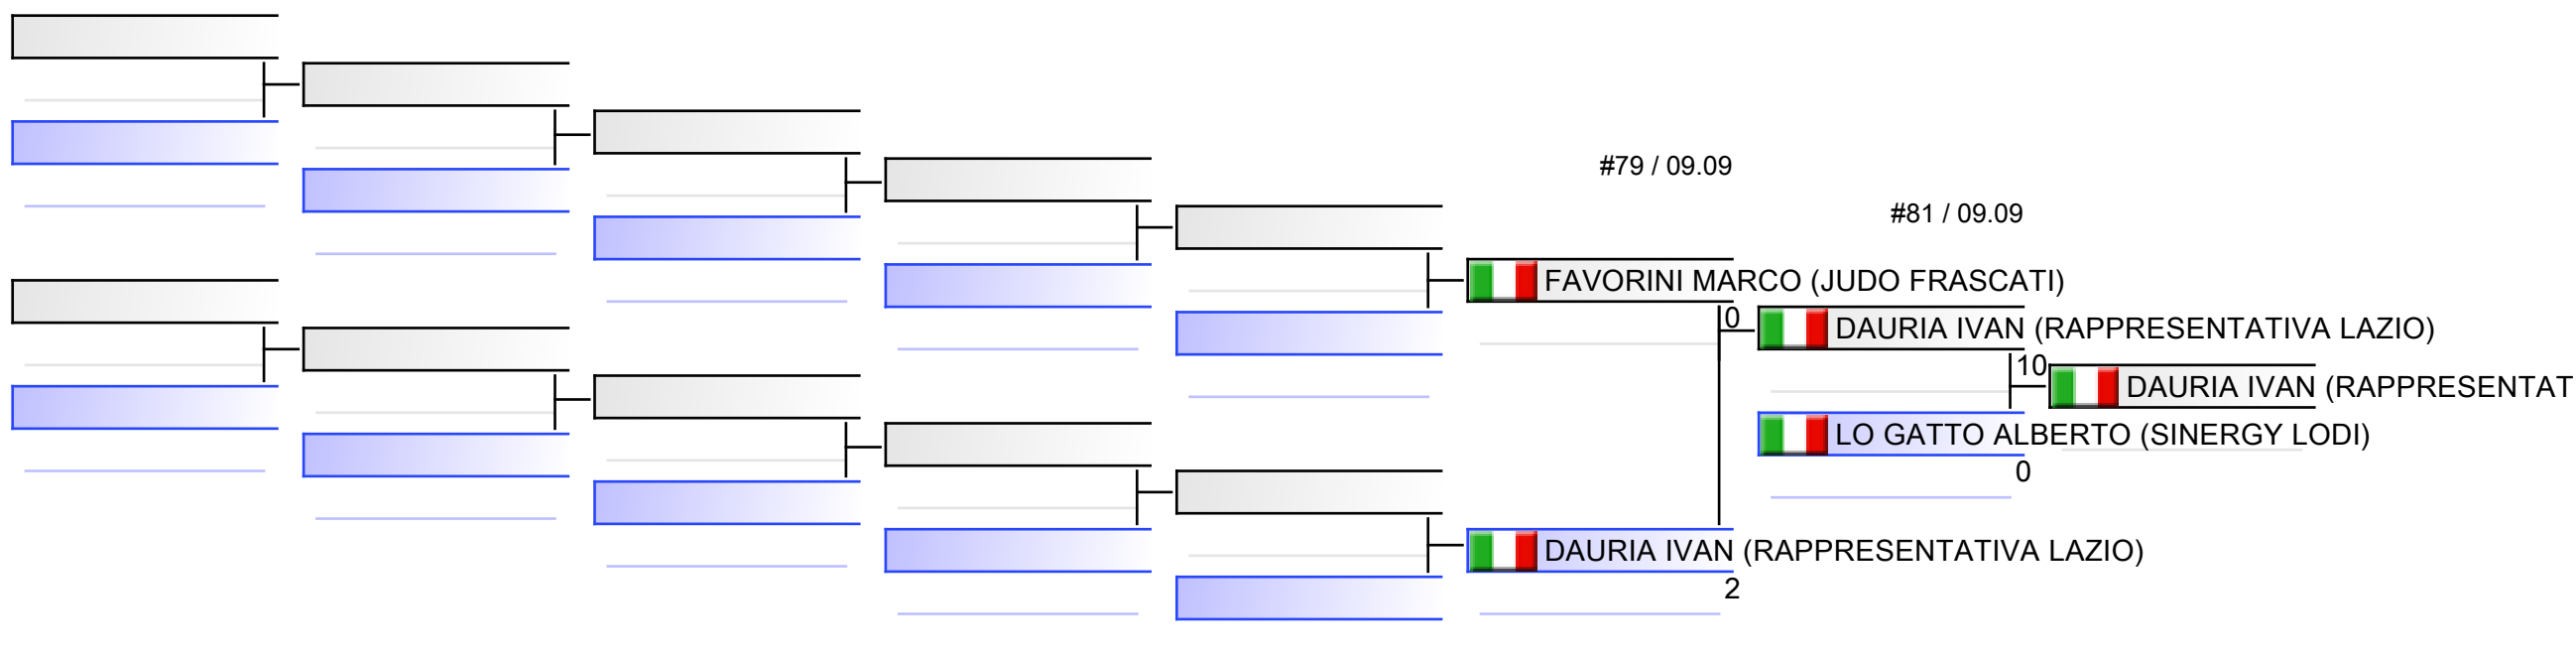 #79 / 09.09
#81 / 09.09
FAVORINI MARCO (JUDO FRASCATI)
0
DAURIA IVAN (RAPPRESENTATIVA LAZIO)
10
DAURIA IVAN (RAPPRESENTAT
LO GATTO ALBERTO (SINERGY LODI)
0
DAURIA IVAN (RAPPRESENTATIVA LAZIO)
2